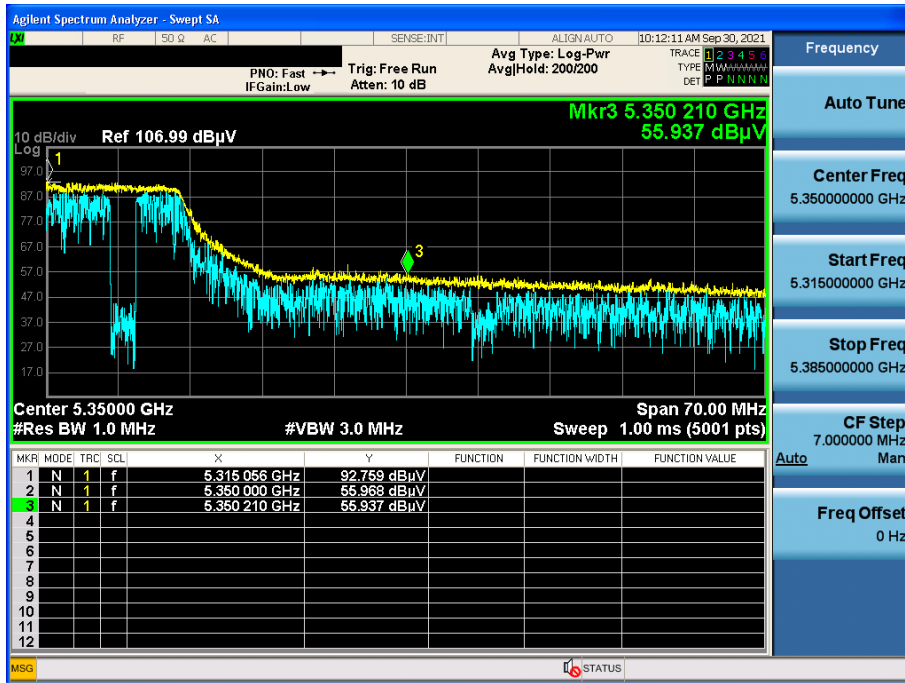 Agilent Spectrum Analyzer - Swept SA
LXI RF 50 Ω AC SENSE:INT ALIGN AUTO 10:12:11 AM Sep 30, 2021
PNO: Fast Trig: Free Run Avg Type: Log-Pwr TRACE 1 2 3 4 5 6
IFGain:Low Atten: 10 dB Avg|Hold: 200/200 TYPE MWWWWW
DET P P N N N N
Mkr3 5.350 210 GHz
55.937 dBµV
10 dB/div Ref 106.99 dBµV
Log
1
97.0
87.0
77.0
67.0
57.0
47.0
37.0
27.0
17.0
3
Center 5.35000 GHz Span 70.00 MHz
#Res BW 1.0 MHz #VBW 3.0 MHz Sweep 1.00 ms (5001 pts)
MKR MODE TRC SCL X Y FUNCTION FUNCTION WIDTH FUNCTION VALUE
1 N 1 f 5.315 056 GHz 92.759 dBµV
2 N 1 f 5.350 000 GHz 55.968 dBµV
3 N 1 f 5.350 210 GHz 55.937 dBµV
4
5
6
7
8
9
10
11
12
MSG STATUS
Frequency
Auto Tune
Center Freq
5.350000000 GHz
Start Freq
5.315000000 GHz
Stop Freq
5.385000000 GHz
CF Step
7.000000 MHz
Auto Man
Freq Offset
0 Hz